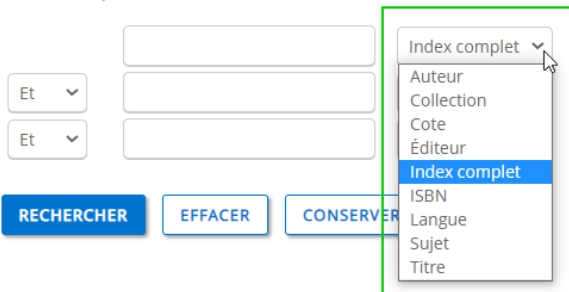 Index complet
Auteur
Et
Collection
Cote
Et
Éditeur
Index complet
ISBN
RECHERCHER
EFFACER
CONSERVER
Langue
Sujet
Titre